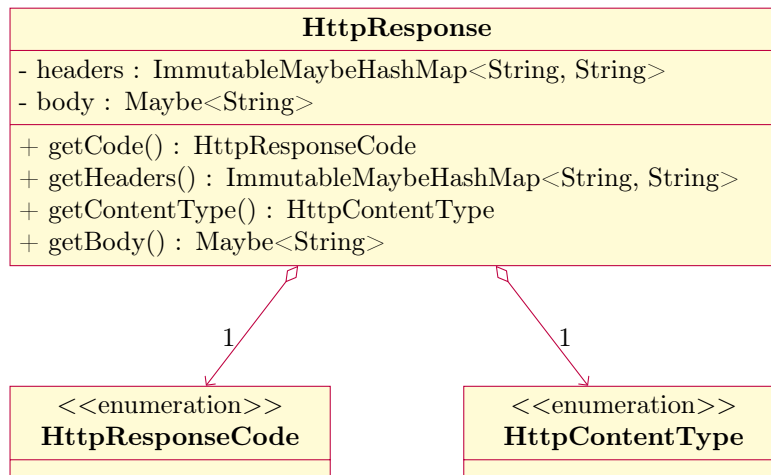 HttpResponse
- headers : ImmutableMaybeHashMap<String, String>
- body : Maybe<String>
+ getCode() : HttpResponseCode
+ getHeaders() : ImmutableMaybeHashMap<String, String>
+ getContentType() : HttpContentType
+ getBody() : Maybe<String>
1
1
<<enumeration>>
HttpResponseCode
<<enumeration>>
HttpContentType